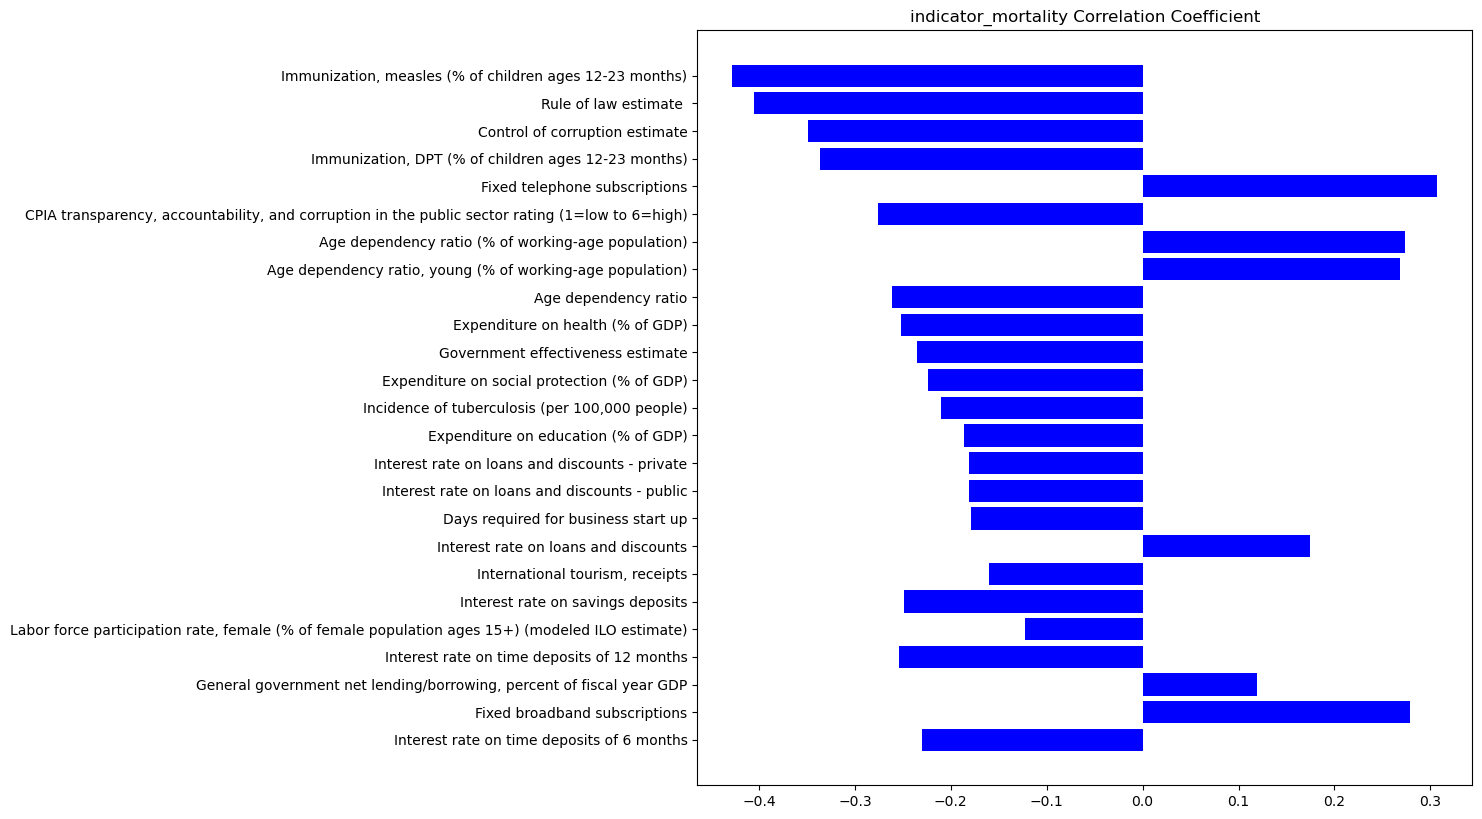 indicator_mortality Correlation Coefficient
Immunization, measles (% of children ages 12-23 months)
Rule of law estimate
Control of corruption estimate
Immunization, DPT (% of children ages 12-23 months)
Fixed telephone subscriptions
CPIA transparency, accountability, and corruption in the public sector rating (1=low to 6=high)
Age dependency ratio (% of working-age population)
Age dependency ratio, young (% of working-age population)
Age dependency ratio
Expenditure on health (% of GDP)
Government effectiveness estimate
Expenditure on social protection (% of GDP)
Incidence of tuberculosis (per 100,000 people)
Expenditure on education (% of GDP)
Interest rate on loans and discounts - private
Interest rate on loans and discounts - public
Days required for business start up
Interest rate on loans and discounts
International tourism, receipts
Interest rate on savings deposits
Labor force participation rate, female (% of female population ages 15+) (modeled ILO estimate)
Interest rate on time deposits of 12 months
General government net lending/borrowing, percent of fiscal year GDP
Fixed broadband subscriptions
Interest rate on time deposits of 6 months
−0.4 −0.3 −0.2 −0.1 0.0 0.1 0.2 0.3